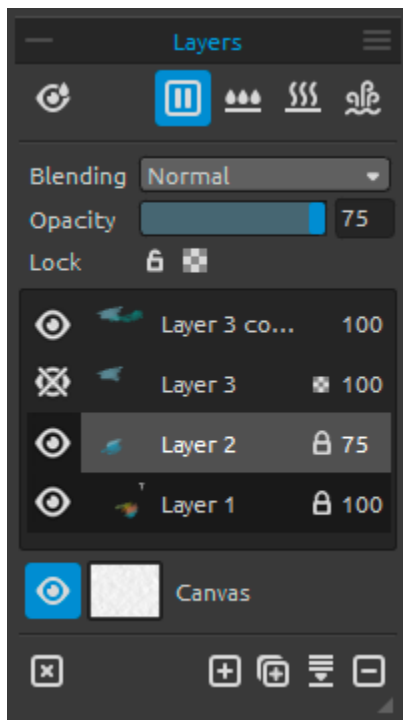 Layers
Blending Normal
Opacity 75
Lock
Layer 3 co... 100
Layer 3 100
Layer 2 75
T
Layer 1 100
Canvas